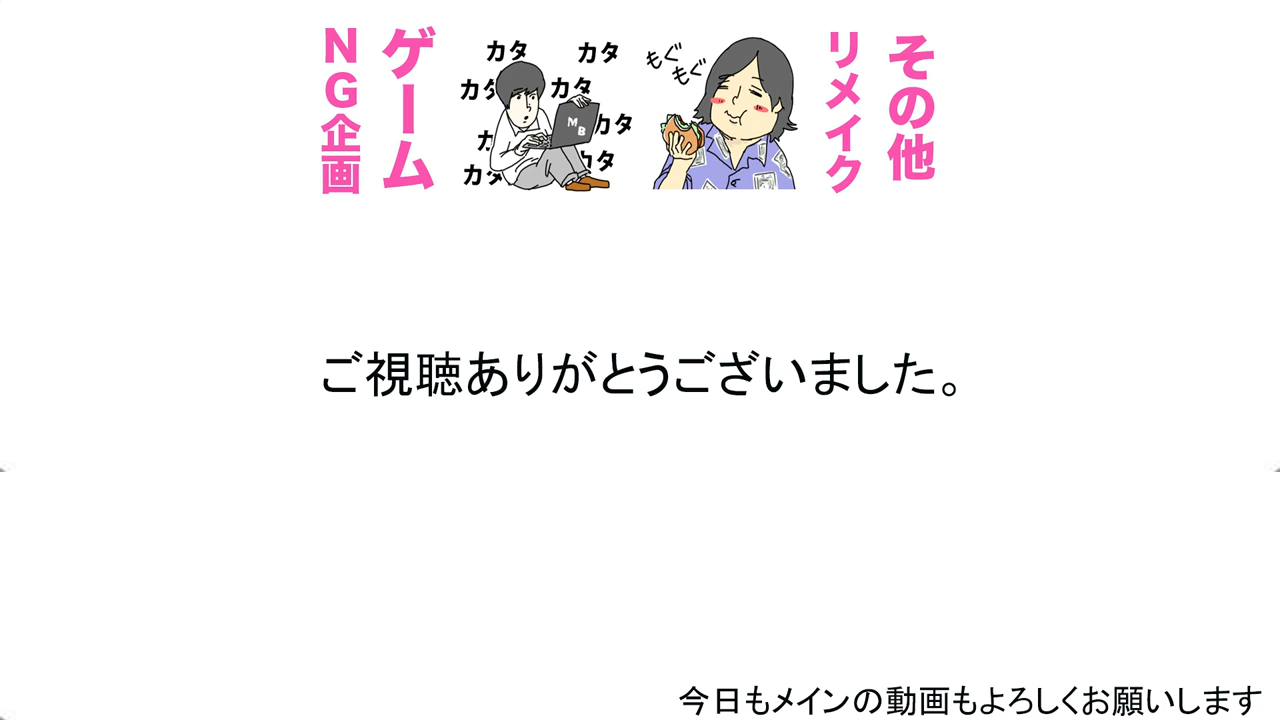 ゲーム
NG企画
カタ
カタ
カタ
カタ
カタ
カタ
カタ
カタ
MB
もぐ
もぐ
その他
リメイク
ご視聴ありがとうございました。
今日もメインの動画もよろしくお願いします